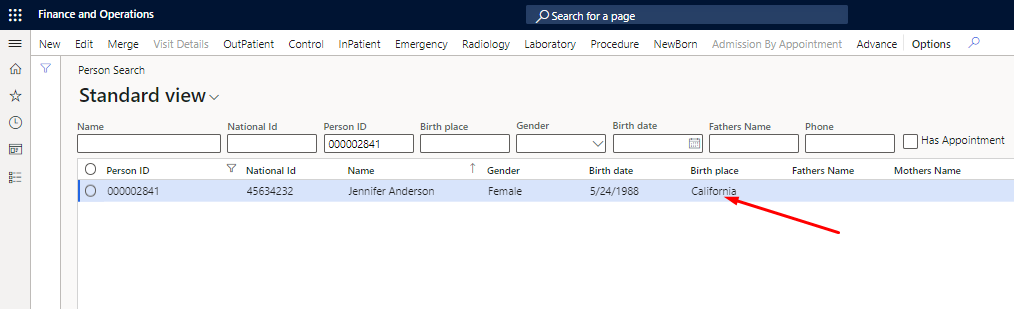 Finance and Operations Search for a page
New Edit Merge Visit Details OutPatient Control InPatient Emergency Radiology Laboratory Procedure NewBorn Admission By Appointment Advance Options
Person Search
Standard view
Name National Id Person ID Birth place Gender Birth date Fathers Name Phone
000002841 Has Appointment
Person ID National Id Name Gender Birth date Birth place Fathers Name Mothers Name
000002841 45634232 Jennifer Anderson Female 5/24/1988 California